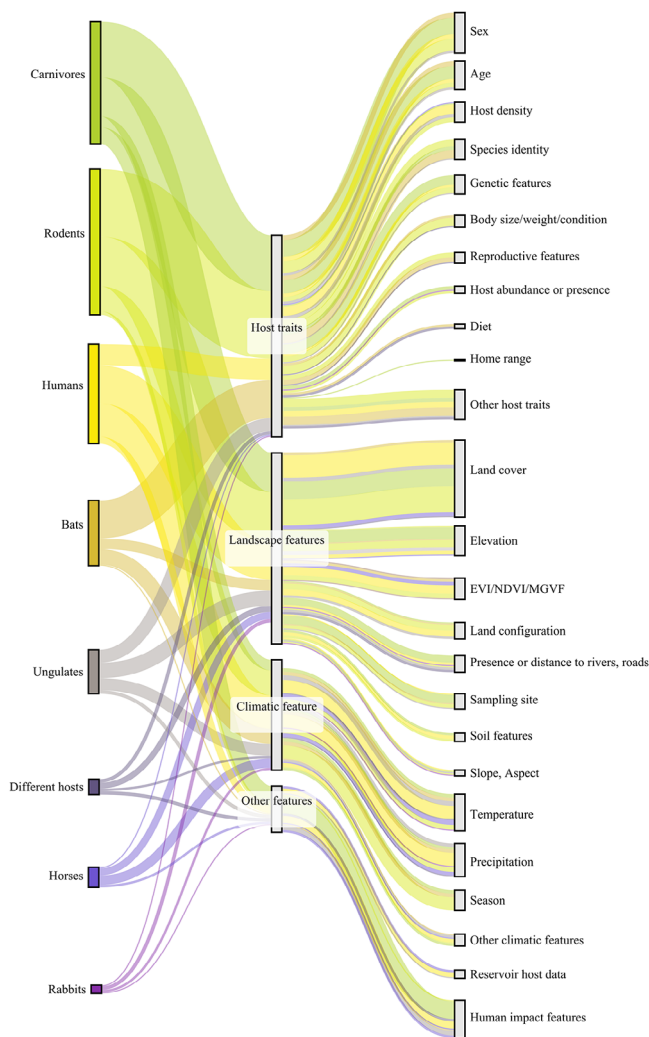 Carnivores
Rodents
Humans
Bats
Ungulates
Different hosts
Horses
Rabbits
Host traits
Landscape features
Climatic feature
Other features
Sex
Age
Host density
Species identity
Genetic features
Body size/weight/condition
Reproductive features
Host abundance or presence
Diet
Home range
Other host traits
Land cover
Elevation
EVI/NDVI/MGVF
Land configuration
Presence or distance to rivers, roads
Sampling site
Soil features
Slope, Aspect
Temperature
Precipitation
Season
Other climatic features
Reservoir host data
Human impact features